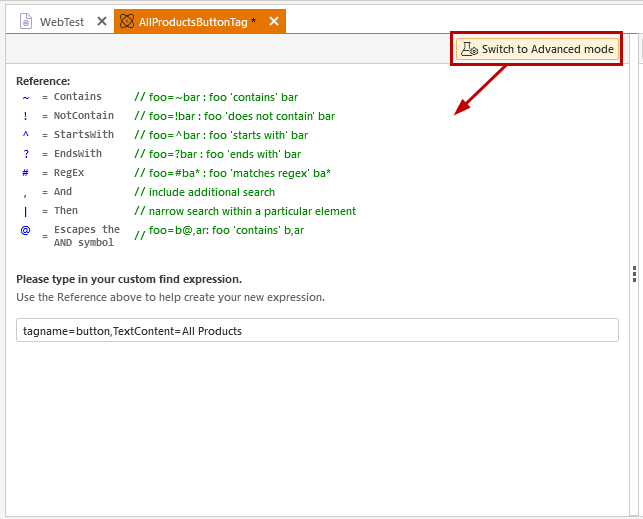 WebTest
AllProductsButtonTag *
Switch to Advanced mode
Reference:
~ = Contains // foo=~bar : foo 'contains' bar
! = NotContain // foo=!bar : foo 'does not contain' bar
^ = StartsWith // foo=^bar : foo 'starts with' bar
? = EndsWith // foo=?bar : foo 'ends with' bar
# = RegEx // foo=#ba* : foo 'matches regex' ba*
, = And // include additional search
| = Then // narrow search within a particular element
@ = Escapes the // foo=b@,ar: foo 'contains' b,ar
AND symbol
Please type in your custom find expression.
Use the Reference above to help create your new expression.
tagname=button,TextContent=All Products